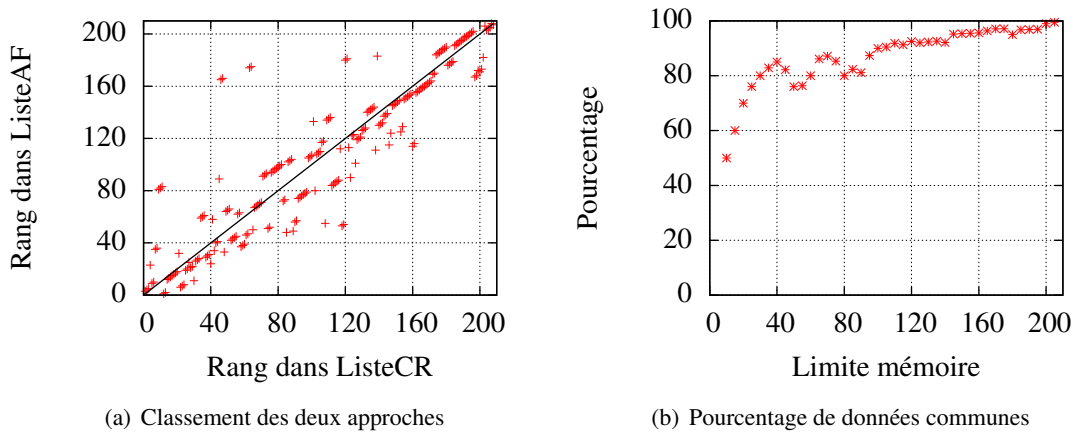 200
160
120
80
40
0
Rang dans ListeAF
0 40 80 120 160 200
Rang dans ListeCR
(a) Classement des deux approches
100
80
60
40
20
0
Pourcentage
0 40 80 120 160 200
Limite mémoire
(b) Pourcentage de données communes